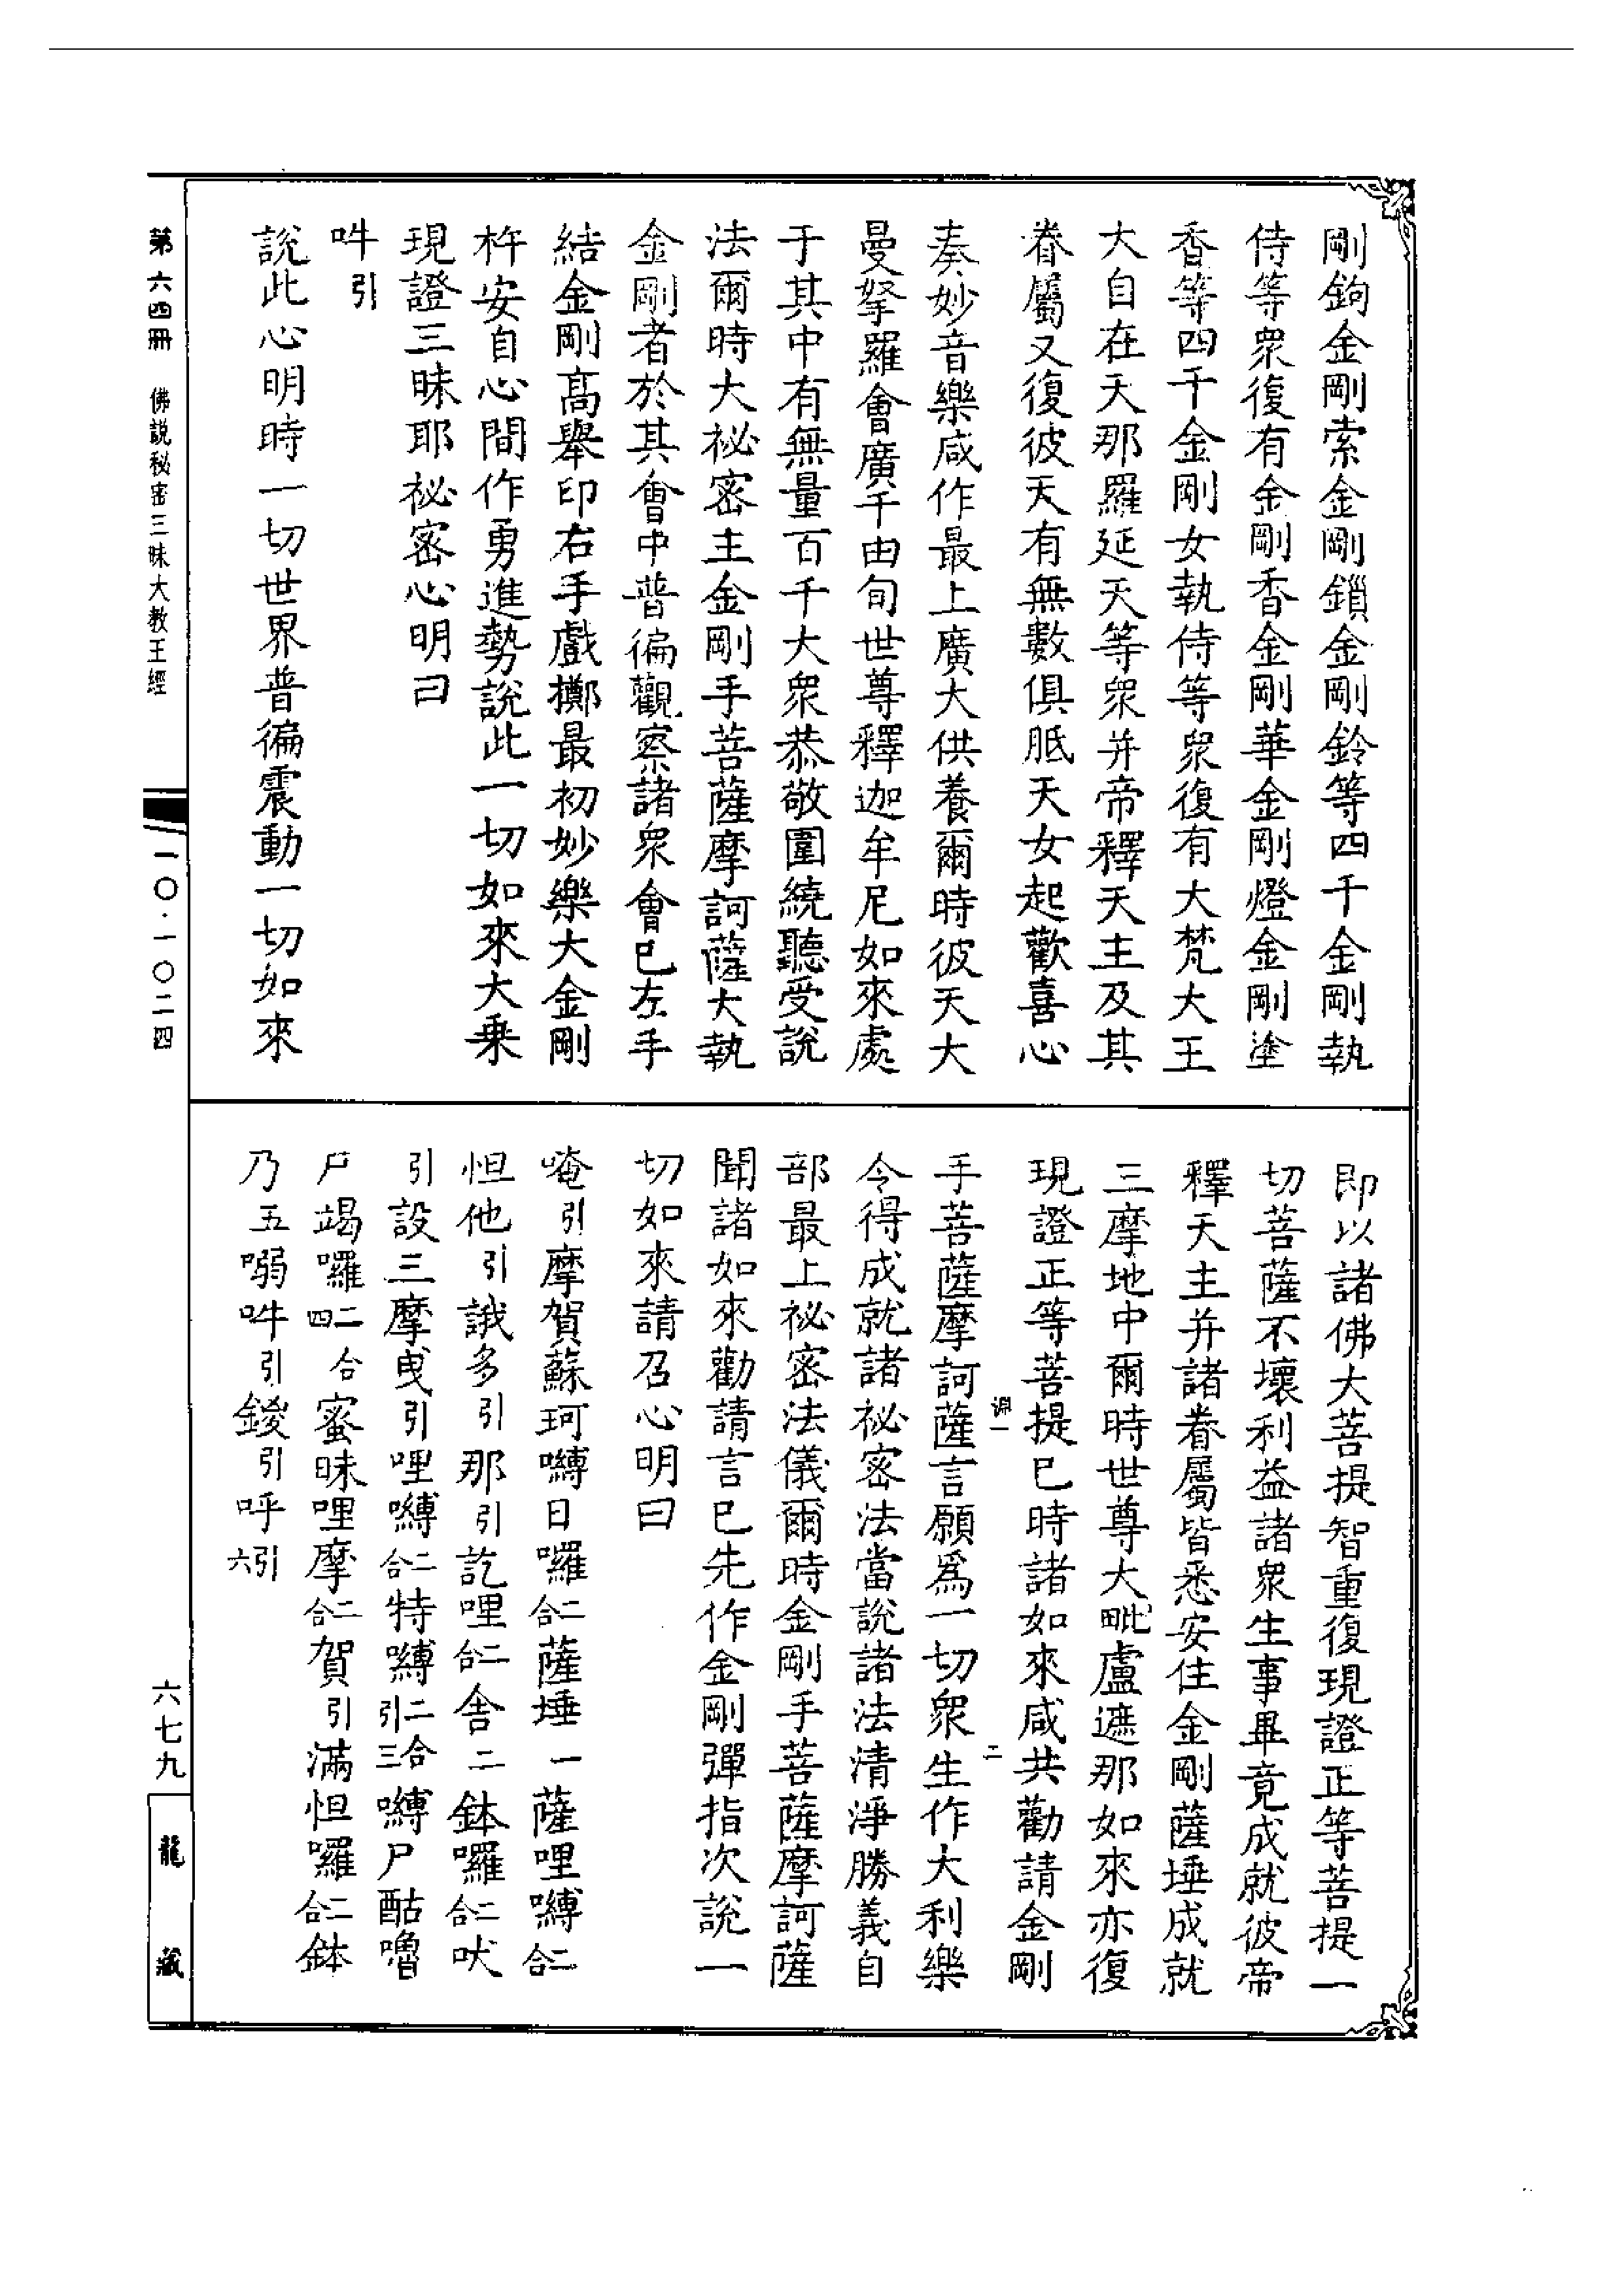 剛鉤金剛索金剛鎖金剛鈴等四千金剛執
侍等衆復有金剛香金剛華金剛燈金剛塗
香等四千金剛女執侍等衆復有大梵大王
大自在天那羅延天等衆并帝釋天主及其
眷屬又復彼天有無數俱胝天女起歡喜心
奏妙音樂咸作最上廣大供養爾時彼天大
曼拏羅會廣千由旬世尊釋迦牟尼如來處
于其中有無量百千大衆恭敬圍繞聽受說
法爾時大祕密主金剛手菩薩摩訶薩大執
金剛者於其會中普徧觀察諸衆會已左手
結金剛高舉印右手戲擲最初妙樂大金剛
杵安自心間作勇進勢說此一切如來大乗
現證三昧耶祕密心明曰
吽引
說此心明時一切世界普徧震動一切如來
即以諸佛大菩提智重復現證正等菩提一
切菩薩不壞利益諸衆生事畢竟成就彼帝
釋天主并諸眷屬皆悉安住金剛薩埵成就
三摩地中爾時世尊大毗盧遮那如來亦復
現證正等菩提已時諸如來咸共勸請金剛
手菩薩摩訶薩言願爲一切衆生作大利樂
令得成就諸祕密法當說諸法清淨勝義自
部最上祕密法儀爾時金剛手菩薩摩訶薩
聞諸如來勸請言已先作金剛彈指次說一
切如來請召心明曰
唵引摩賀蘇珂嚩日囉二合薩埵一薩哩嚩二合
怛他引誐多引那引訖哩二合舍二鉢囉二合吠
引設三摩曳引哩嚩二合特嚩二合引三嚩尸酤嚕
尸竭囉二合四蜜昧哩摩二合賀引滿怛囉二合鉢
乃五嗍吽引鍐引呼引六
第六四冊　佛說秘密三昧大教王經
一〇·一〇二四
六七九
龍藏